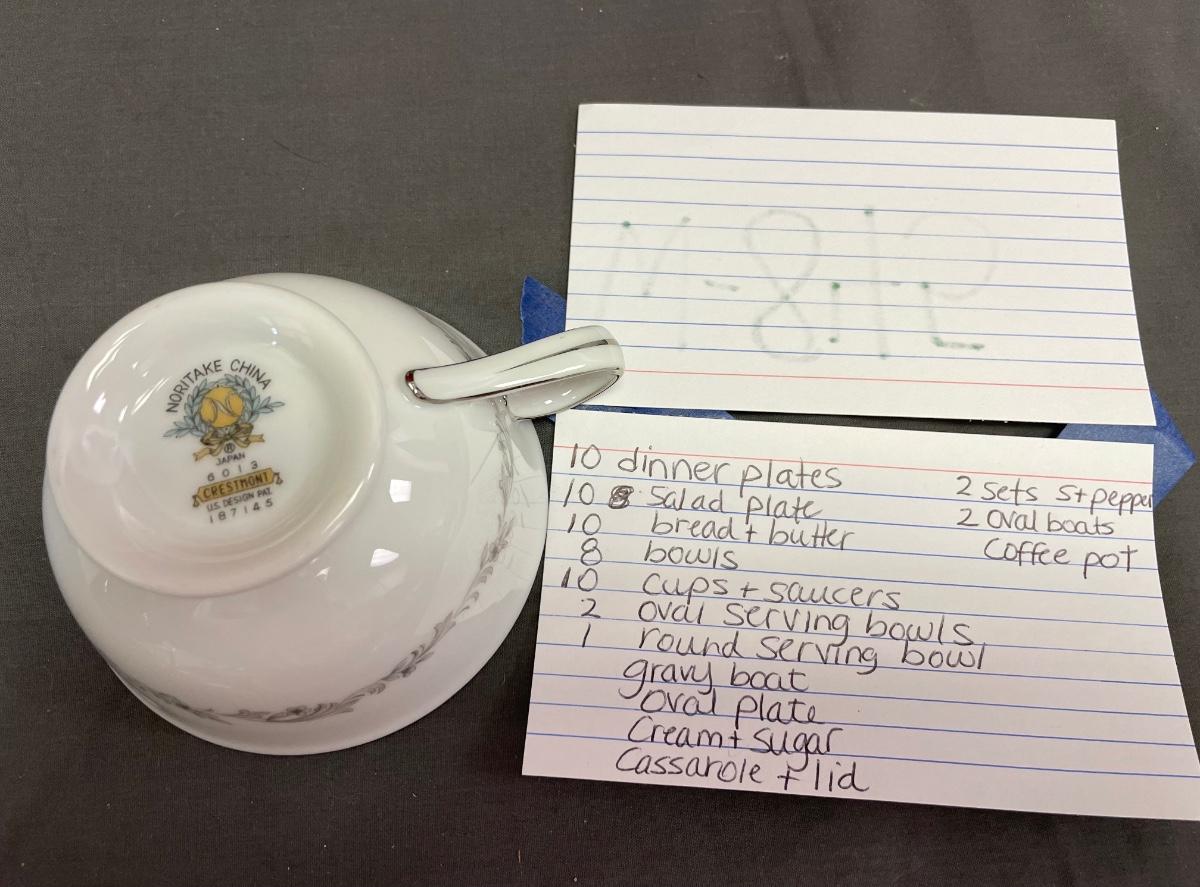 NORITAKE CHINA
N
®
JAPAN
6013
CRESTMONT
U.S. DESIGN PAT.
187145
10 dinner plates
10 salad plate
10 bread + butter
8 bowls
10 cups + saucers
2 oval serving bowls
1 round serving bowl
gravy boat
oval plate
Cream + sugar
Cassarole + lid
2 sets S+pepper
2 oval boats
Coffee pot